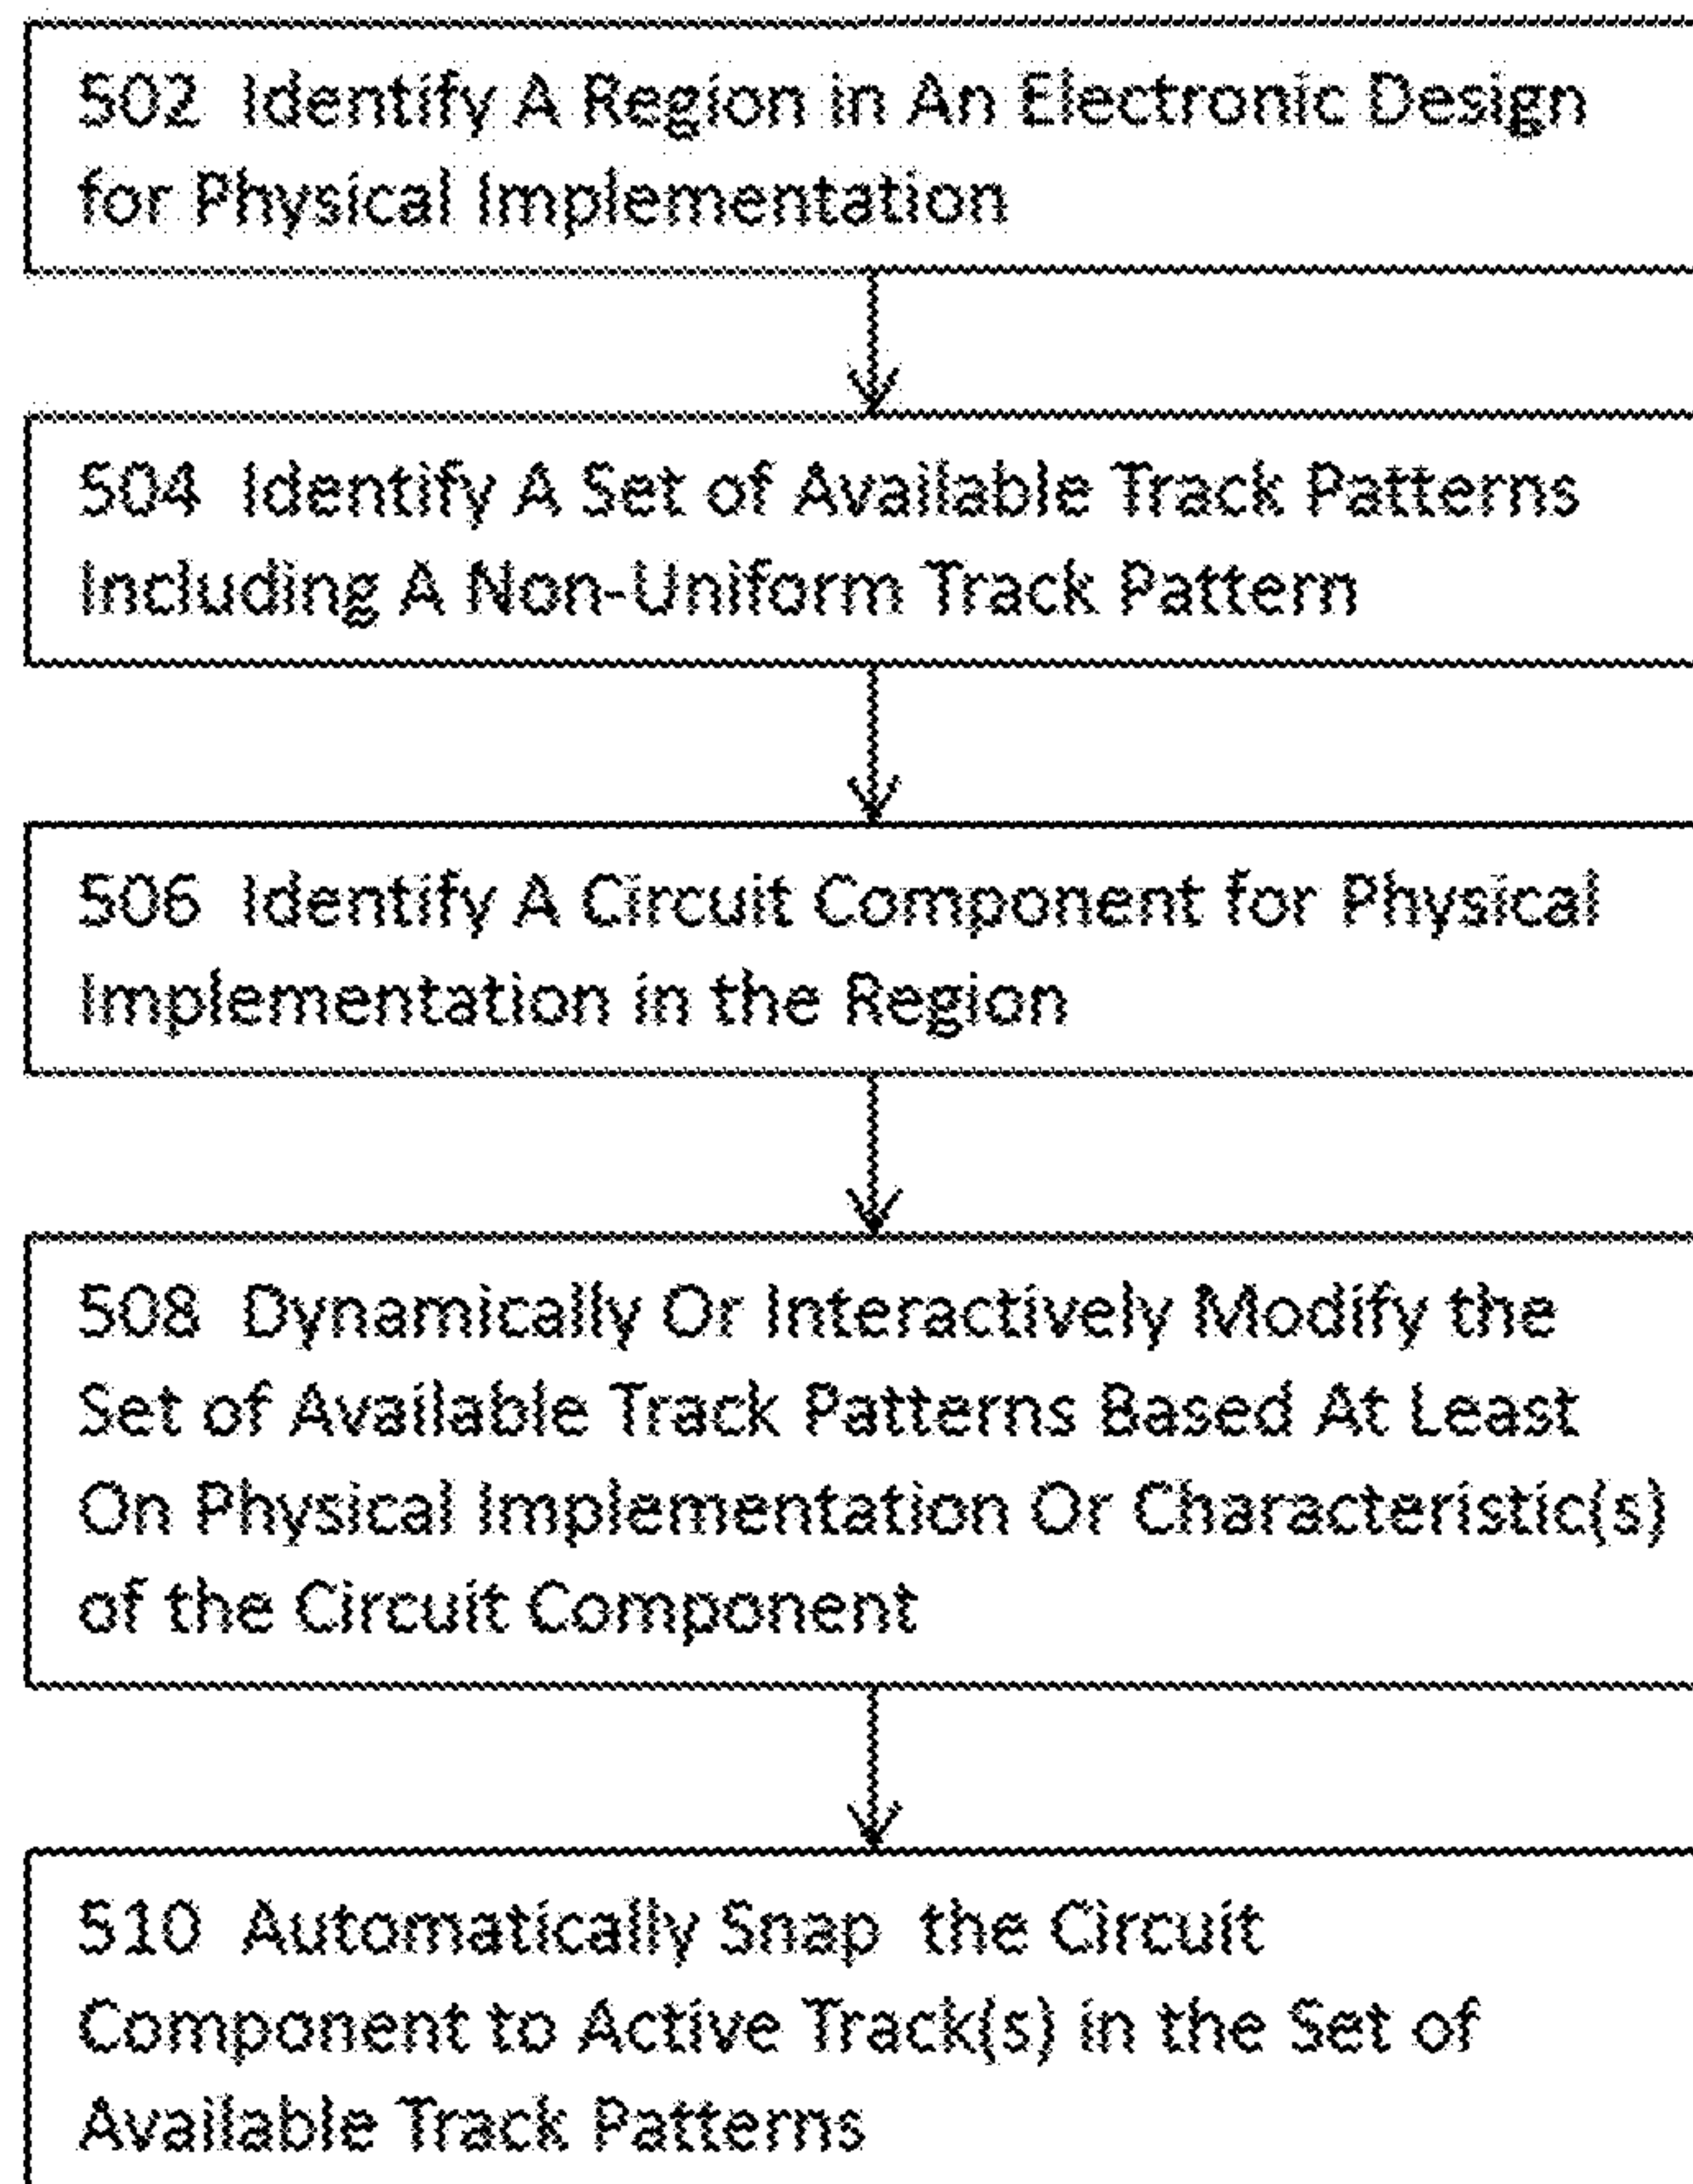 502 Identify A Region in An Electronic Design
for Physical Implementation
504 Identify A Set of Available Track Patterns
Including A Non-Uniform Track Pattern
506 Identify A Circuit Component for Physical
Implementation in the Region
508 Dynamically Or Interactively Modify the
Set of Available Track Patterns Based At Least
On Physical Implementation Or Characteristic(s)
of the Circuit Component
510 Automatically Snap the Circuit
Component to Active Track(s) in the Set of
Available Track Patterns